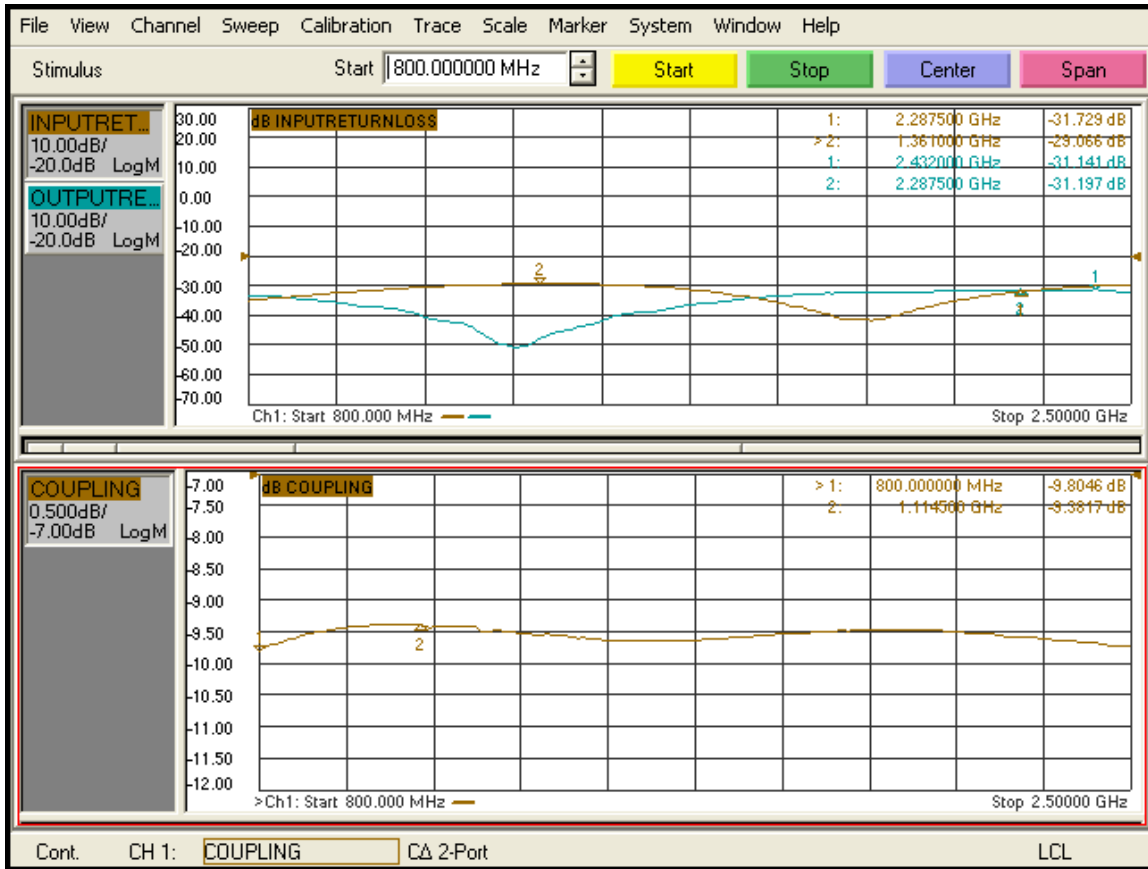 File View Channel Sweep Calibration Trace Scale Marker System Window Help
Stimulus Start 800.000000 MHz Start Stop Center Span
INPUTRET...
10.00dB/
-20.0dB LogM
OUTPUTRE...
10.00dB/
-20.0dB LogM
30.00
20.00
10.00
0.00
-10.00
-20.00
-30.00
-40.00
-50.00
-60.00
-70.00
dB INPUTRETURNLOSS
1: 2.287500 GHz -31.729 dB
> 2: 1.361000 GHz -29.066 dB
1: 2.432000 GHz -31.141 dB
2: 2.287500 GHz -31.197 dB
2
1
Ch1: Start 800.000 MHz Stop 2.50000 GHz
COUPLING
0.500dB/
-7.00dB LogM
-7.00
-7.50
-8.00
-8.50
-9.00
-9.50
-10.00
-10.50
-11.00
-11.50
-12.00
dB COUPLING
> 1: 800.000000 MHz -9.8046 dB
2: 1.114500 GHz -9.3817 dB
2
>Ch1: Start 800.000 MHz Stop 2.50000 GHz
Cont. CH 1: COUPLING CΔ 2-Port LCL